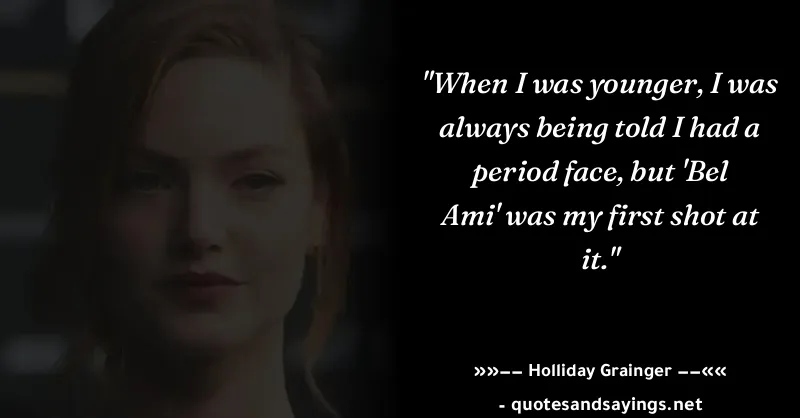 "When I was younger, I was
always being told I had a
period face, but 'Bel
Ami' was my first shot at
it."
»»−− Holliday Grainger −−««
- quotesandsayings.net